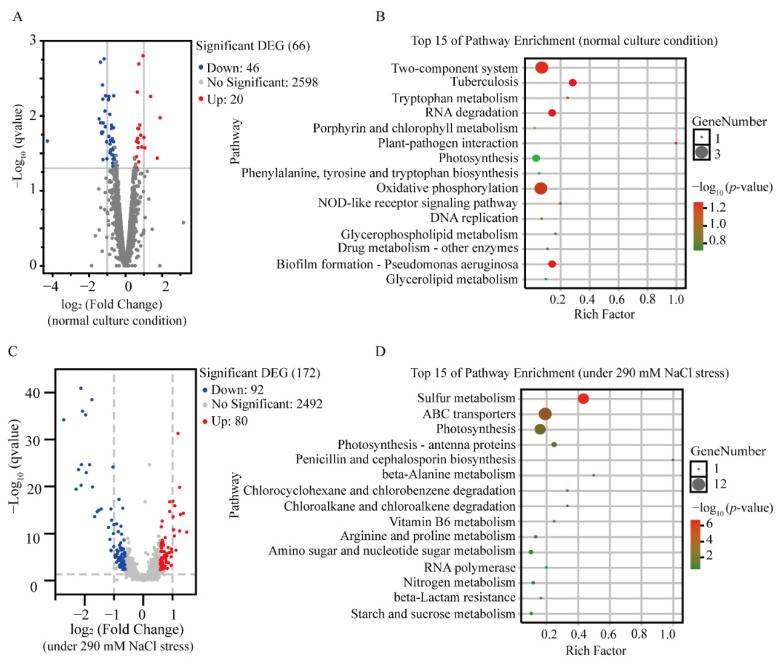 A
−Log₁₀ (qvalue)
3
2
1.3
1
0
−4
−2
0
2
log₂ (Fold Change)
(normal culture condition)
Significant DEG (66)
Down: 46
No Significant: 2598
Up: 20
B
Top 15 of Pathway Enrichment (normal culture condition)
Pathway
Two-component system
Tuberculosis
Tryptophan metabolism
RNA degradation
Porphyrin and chlorophyll metabolism
Plant-pathogen interaction
Photosynthesis
Phenylalanine, tyrosine and tryptophan biosynthesis
Oxidative phosphorylation
NOD-like receptor signaling pathway
DNA replication
Glycerophospholipid metabolism
Drug metabolism - other enzymes
Biofilm formation - Pseudomonas aeruginosa
Glycerolipid metabolism
0.2 0.4 0.6 0.8 1.0
Rich Factor
GeneNumber
1
3
−log₁₀ (p-value)
1.2
1.0
0.8
C
−Log₁₀ (qvalue)
40
30
20
10
0
−2
−1
0
1
log₂ (Fold Change)
(under 290 mM NaCl stress)
Significant DEG (172)
Down: 92
No Significant: 2492
Up: 80
D
Top 15 of Pathway Enrichment (under 290 mM NaCl stress)
Pathway
Sulfur metabolism
ABC transporters
Photosynthesis
Photosynthesis - antenna proteins
Penicillin and cephalosporin biosynthesis
beta-Alanine metabolism
Chlorocyclohexane and chlorobenzene degradation
Chloroalkane and chloroalkene degradation
Vitamin B6 metabolism
Arginine and proline metabolism
Amino sugar and nucleotide sugar metabolism
RNA polymerase
Nitrogen metabolism
beta-Lactam resistance
Starch and sucrose metabolism
0.2 0.4 0.6 0.8 1.0
Rich Factor
GeneNumber
1
12
−log₁₀ (p-value)
6
4
2